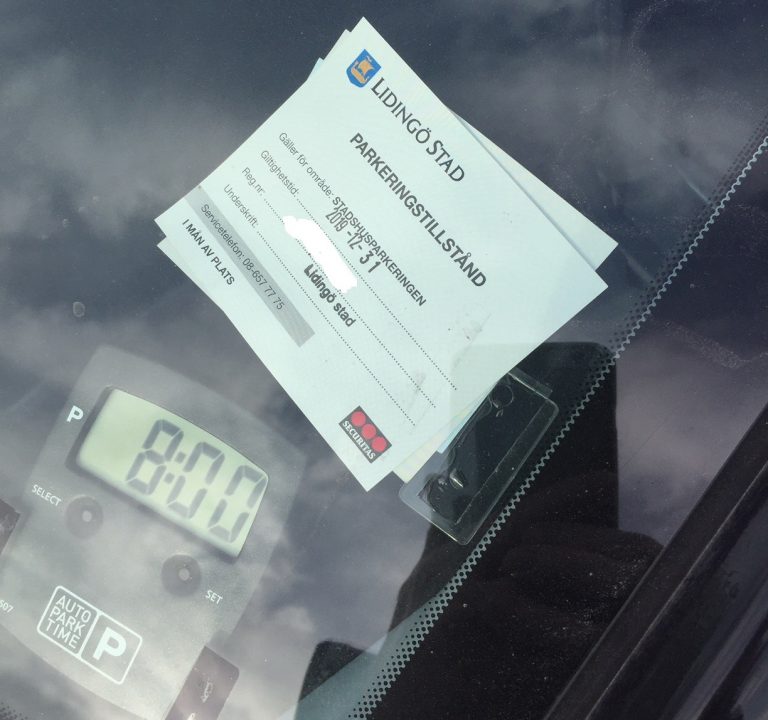 LIDINGÖ STAD
PARKERINGSTILLSTÅND
Gäller för område: STADSHUSPARKERINGEN
Giltighetstid: 2019-12-31
Reg.nr:
Underskrift: Lidingö stad
Servicetelefon: 08-657 77 75
I MÅN AV PLATS
SECURITAS
P
8:00
SELECT
SET
AUTO
PARK
TIME
P